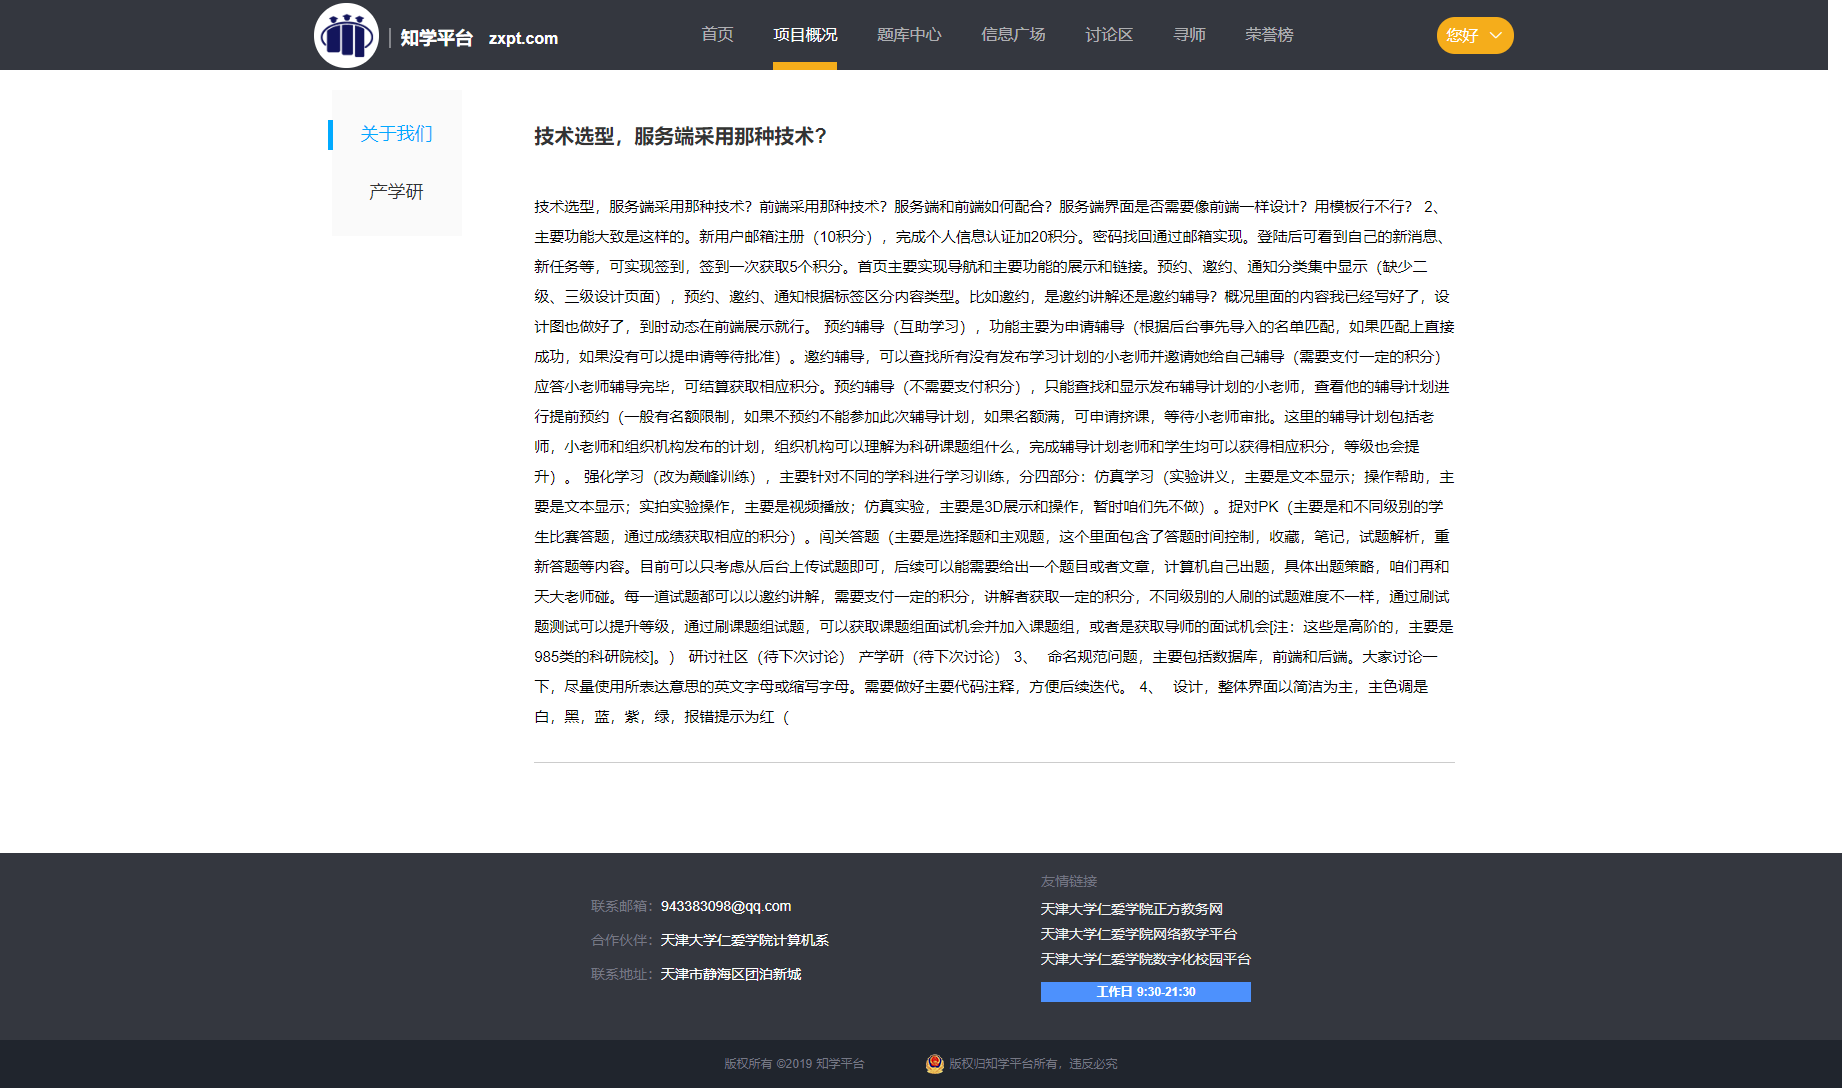 知学平台 zxpt.com 首页 项目概况 题库中心 信息广场 讨论区 寻师 荣誉榜 您好
关于我们
产学研
技术选型，服务端采用那种技术？
技术选型，服务端采用那种技术？前端采用那种技术？服务端和前端如何配合？服务端界面是否需要像前端一样设计？用模板行不行？ 2、
主要功能大致是这样的。新用户邮箱注册（10积分），完成个人信息认证加20积分。密码找回通过邮箱实现。登陆后可看到自己的新消息、
新任务等，可实现签到，签到一次获取5个积分。首页主要实现导航和主要功能的展示和链接。预约、邀约、通知分类集中显示（缺少二
级、三级设计页面），预约、邀约、通知根据标签区分内容类型。比如邀约，是邀约讲解还是邀约辅导？概况里面的内容我已经写好了，设
计图也做好了，到时动态在前端展示就行。 预约辅导（互助学习），功能主要为申请辅导（根据后台事先导入的名单匹配，如果匹配上直接
成功，如果没有可以提申请等待批准）。邀约辅导，可以查找所有没有发布学习计划的小老师并邀请她给自己辅导（需要支付一定的积分）
应答小老师辅导完毕，可结算获取相应积分。预约辅导（不需要支付积分），只能查找和显示发布辅导计划的小老师，查看他的辅导计划进
行提前预约（一般有名额限制，如果不预约不能参加此次辅导计划，如果名额满，可申请挤课，等待小老师审批。这里的辅导计划包括老
师，小老师和组织机构发布的计划，组织机构可以理解为科研课题组什么，完成辅导计划老师和学生均可以获得相应积分，等级也会提
升）。 强化学习（改为巅峰训练），主要针对不同的学科进行学习训练，分四部分：仿真学习（实验讲义，主要是文本显示；操作帮助，主
要是文本显示；实拍实验操作，主要是视频播放；仿真实验，主要是3D展示和操作，暂时咱们先不做）。捉对PK（主要是和不同级别的学
生比赛答题，通过成绩获取相应的积分）。闯关答题（主要是选择题和主观题，这个里面包含了答题时间控制，收藏，笔记，试题解析，重
新答题等内容。目前可以只考虑从后台上传试题即可，后续可以能需要给出一个题目或者文章，计算机自己出题，具体出题策略，咱们再和
天大老师碰。每一道试题都可以以邀约讲解，需要支付一定的积分，讲解者获取一定的积分，不同级别的人刷的试题难度不一样，通过刷试
题测试可以提升等级，通过刷课题组试题，可以获取课题组面试机会并加入课题组，或者是获取导师的面试机会[注：这些是高阶的，主要是
985类的科研院校]。） 研讨社区（待下次讨论） 产学研（待下次讨论） 3、 命名规范问题，主要包括数据库，前端和后端。大家讨论一
下，尽量使用所表达意思的英文字母或缩写字母。需要做好主要代码注释，方便后续迭代。 4、 设计，整体界面以简洁为主，主色调是
白，黑，蓝，紫，绿，报错提示为红（
联系邮箱：943383098@qq.com
合作伙伴：天津大学仁爱学院计算机系
联系地址：天津市静海区团泊新城
友情链接
天津大学仁爱学院正方教务网
天津大学仁爱学院网络教学平台
天津大学仁爱学院数字化校园平台
工作日 9:30-21:30
版权所有 ©2019 知学平台 版权归知学平台所有，违反必究